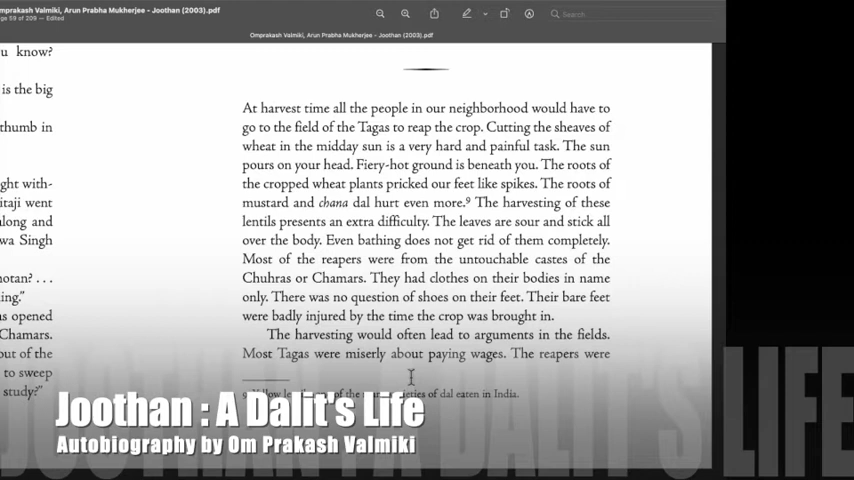 Omprakash Valmiki, Arun Prabha Mukherjee - Joothan (2003).pdf
Page 59 of 209 — Edited
Search
Omprakash Valmiki, Arun Prabha Mukherjee - Joothan (2003).pdf
know?
is the big
thumb in
with-
itaji went
along and
wa Singh
ing."
opened
Chamars.
out of the
to sweep
study?"
At harvest time all the people in our neighborhood would have to
go to the field of the Tagas to reap the crop. Cutting the sheaves of
wheat in the midday sun is a very hard and painful task. The sun
pours on your head. Fiery-hot ground is beneath you. The roots of
the cropped wheat plants pricked our feet like spikes. The roots of
mustard and chana dal hurt even more.⁹ The harvesting of these
lentils presents an extra difficulty. The leaves are sour and stick all
over the body. Even bathing does not get rid of them completely.
Most of the reapers were from the untouchable castes of the
Chuhras or Chamars. They had clothes on their bodies in name
only. There was no question of shoes on their feet. Their bare feet
were badly injured by the time the crop was brought in.
The harvesting would often lead to arguments in the fields.
Most Tagas were miserly about paying wages. The reapers were
of dal eaten in India.
Joothan : A Dalit's Life
Autobiography by Om Prakash Valmiki